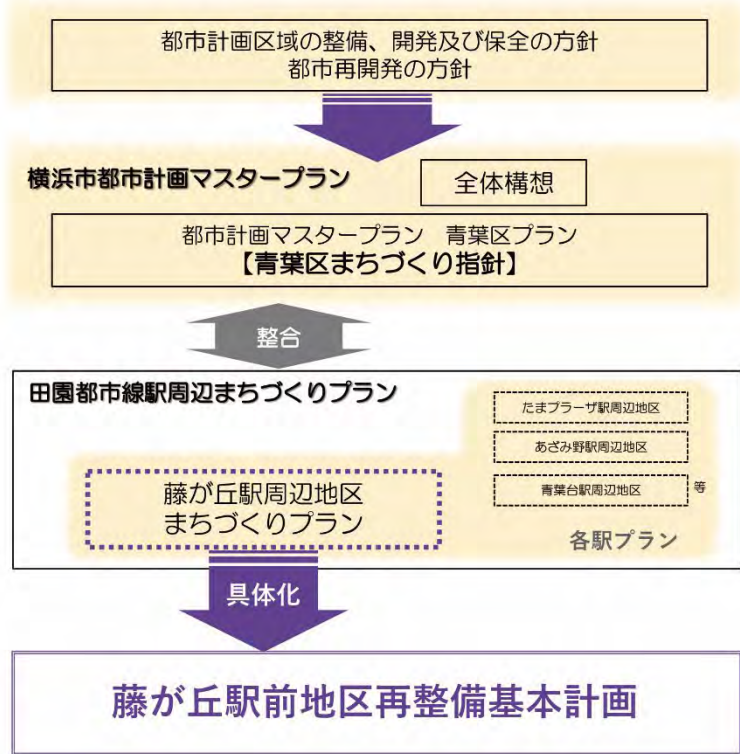 都市計画区域の整備、開発及び保全の方針
都市再開発の方針
横浜市都市計画マスタープラン
全体構想
都市計画マスタープラン　青葉区プラン
【青葉区まちづくり指針】
整合
田園都市線駅周辺まちづくりプラン
たまプラーザ駅周辺地区
あざみ野駅周辺地区
青葉台駅周辺地区
等
藤が丘駅周辺地区
まちづくりプラン
各駅プラン
具体化
藤が丘駅前地区再整備基本計画